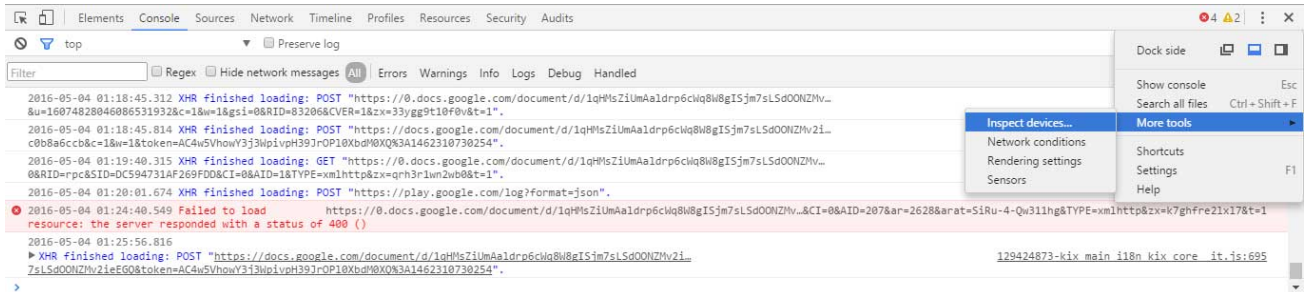 Elements Console Sources Network Timeline Profiles Resources Security Audits 4 2
top Preserve log
Dock side
Filter Regex Hide network messages All Errors Warnings Info Logs Debug Handled
Show console Esc
Search all files Ctrl + Shift + F
More tools
Shortcuts
Settings F1
Help
Inspect devices...
Network conditions
Rendering settings
Sensors
2016-05-04 01:18:45.312 XHR finished loading: POST "https://0.docs.google.com/document/d/1qHMsZiUmAaldrp6cWq8W8gISjm7sLSdOONZMv…
&u=16074828046086531932&c=1&w=1&gsi=0&RID=83206&CVER=1&zx=33ygg9t10f0v&t=1".
2016-05-04 01:18:45.814 XHR finished loading: POST "https://docs.google.com/document/d/1qHMsZiUmAaldrp6cWq8W8gISjm7sLSdOONZMv2i…
c0b8a6ccb&c=1&w=1&token=AC4w5VhowY3j3WpivpH39JrOP10XbdM0XQ%3A1462310730254".
2016-05-04 01:19:40.315 XHR finished loading: GET "https://0.docs.google.com/document/d/1qHMsZiUmAaldrp6cWq8W8gISjm7sLSdOONZMv…
0&RID=rpc&SID=DC594731AF269FDD&CI=0&AID=1&TYPE=xmlhttp&zx=qrh3r1wn2wb0&t=1".
2016-05-04 01:20:01.674 XHR finished loading: POST "https://play.google.com/log?format=json".
2016-05-04 01:24:40.549 Failed to load https://0.docs.google.com/document/d/1qHMsZiUmAaldrp6cWq8W8gISjm7sLSdOONZMv…&CI=0&AID=207&ar=2628&arat=SiRu-4-Qw311hg&TYPE=xmlhttp&zx=k7ghfre21x17&t=1
resource: the server responded with a status of 400 ()
2016-05-04 01:25:56.816
XHR finished loading: POST "https://docs.google.com/document/d/1qHMsZiUmAaldrp6cWq8W8gISjm7sLSdOONZMv2i… 129424873-kix_main_i18n_kix_core__it.js:695
7sLSdOONZMv2ieEGQ&token=AC4w5VhowY3j3WpivpH39JrOP10XbdM0XQ%3A1462310730254".